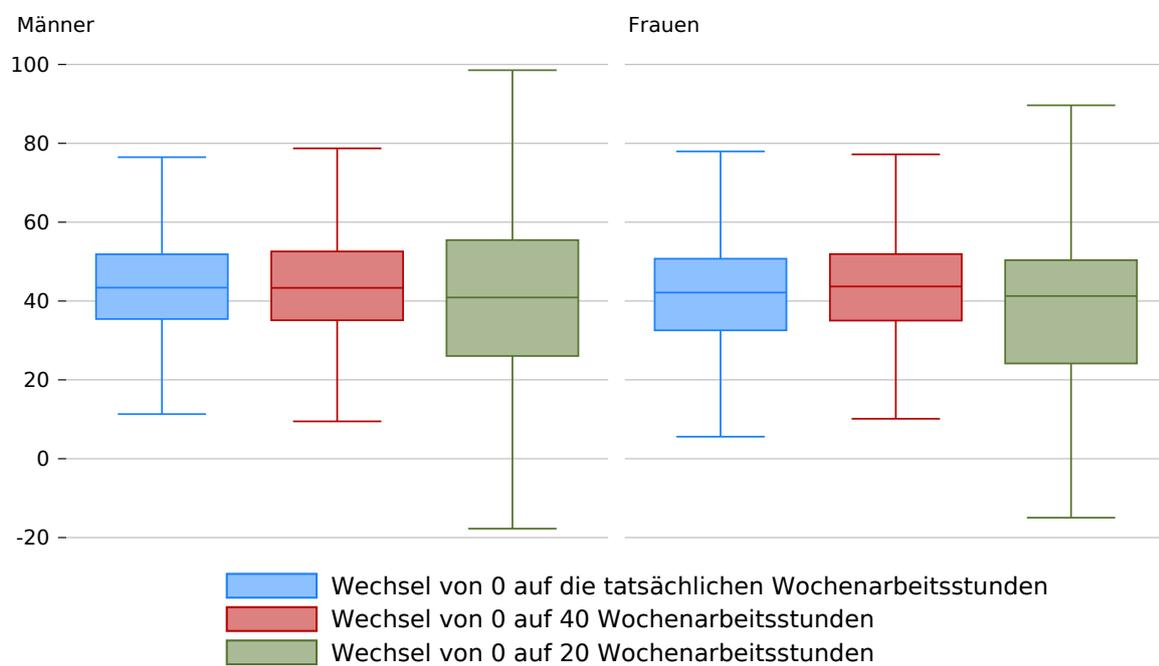 Männer
Frauen
100
80
60
40
20
0
-20
Wechsel von 0 auf die tatsächlichen Wochenarbeitsstunden
Wechsel von 0 auf 40 Wochenarbeitsstunden
Wechsel von 0 auf 20 Wochenarbeitsstunden